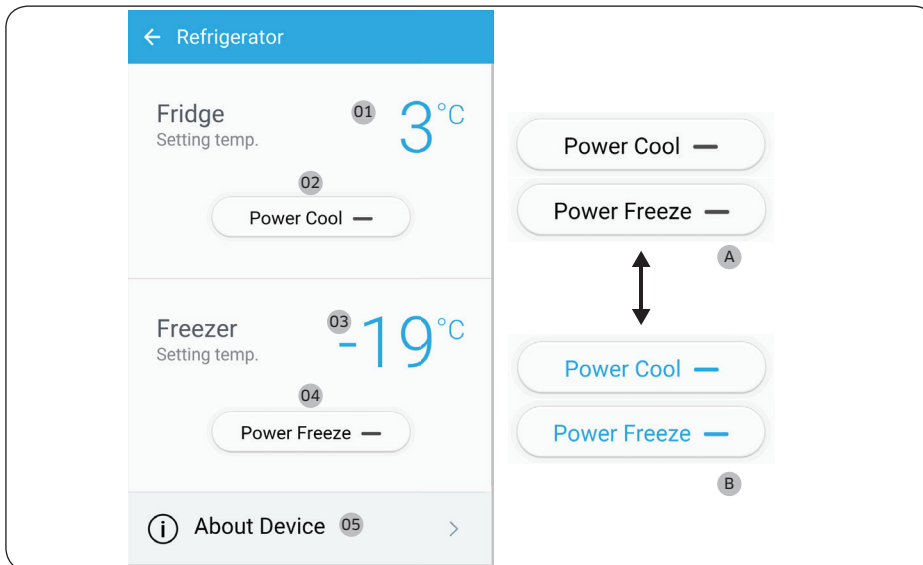 Refrigerator
Fridge 01 3°C
Setting temp.
02
Power Cool
Freezer 03 -19°C
Setting temp.
04
Power Freeze
About Device 05
Power Cool
Power Freeze
A
Power Cool
Power Freeze
B